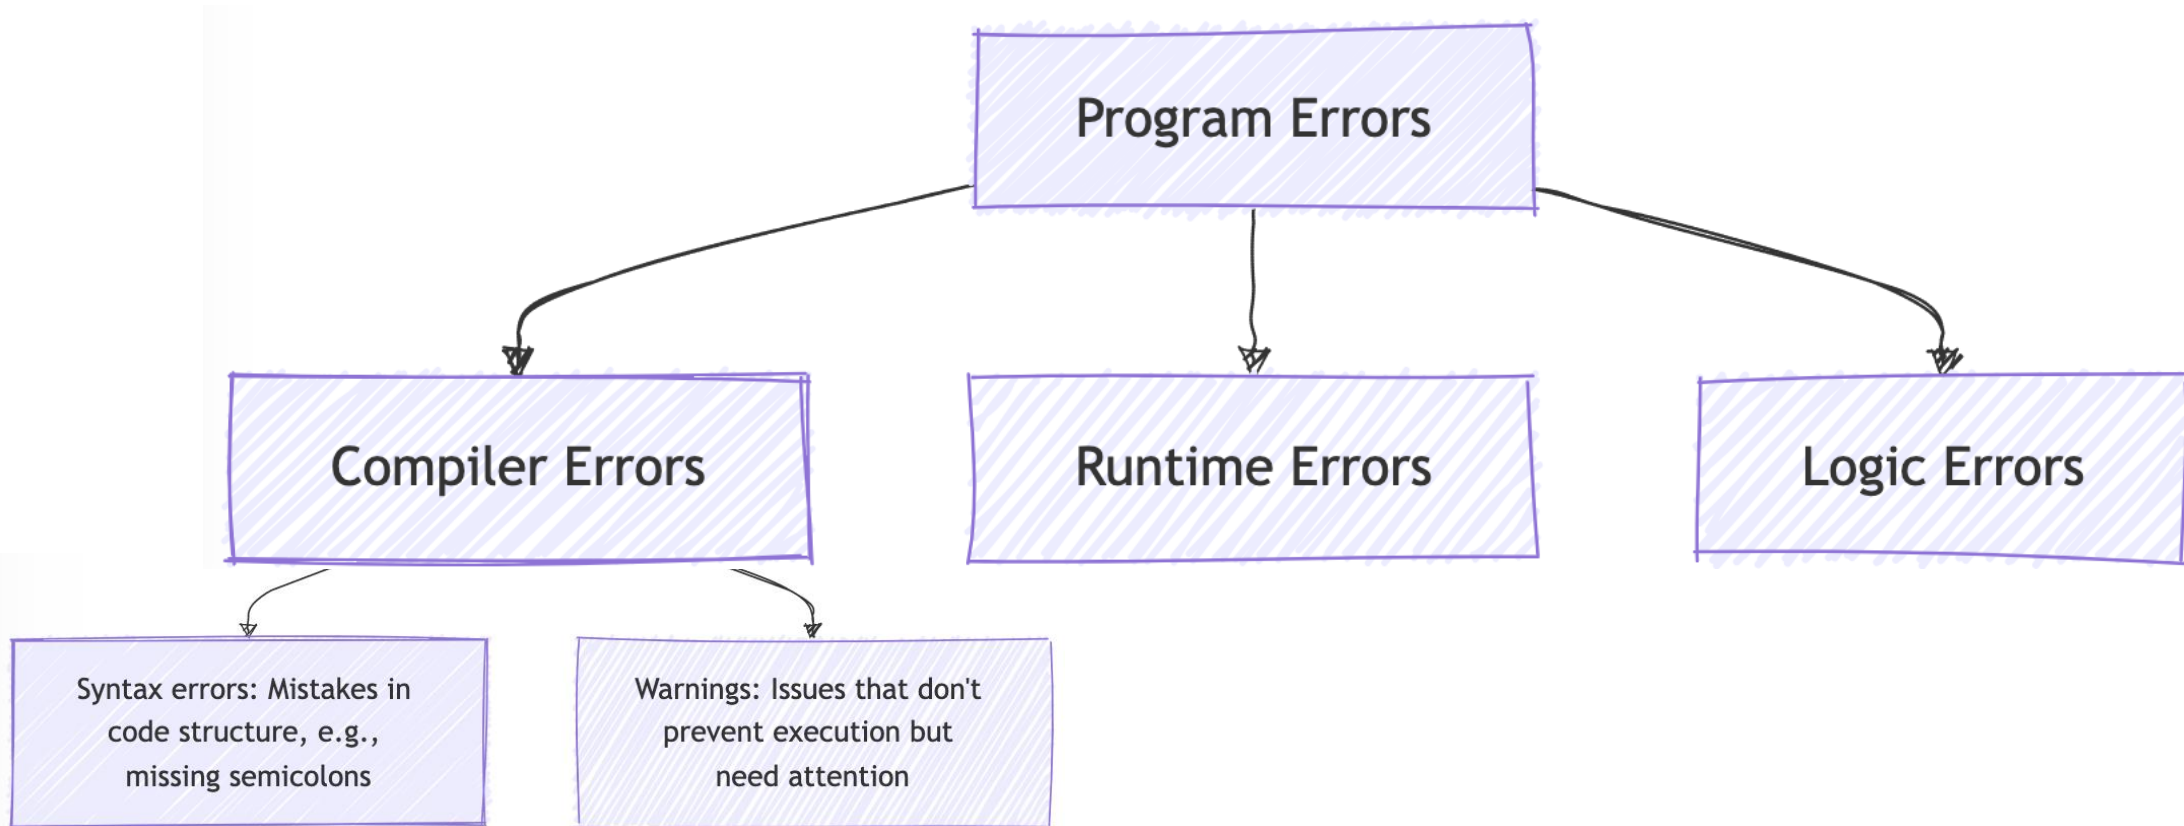 Program Errors
Compiler Errors
Runtime Errors
Logic Errors
Syntax errors: Mistakes in
code structure, e.g.,
missing semicolons
Warnings: Issues that don't
prevent execution but
need attention